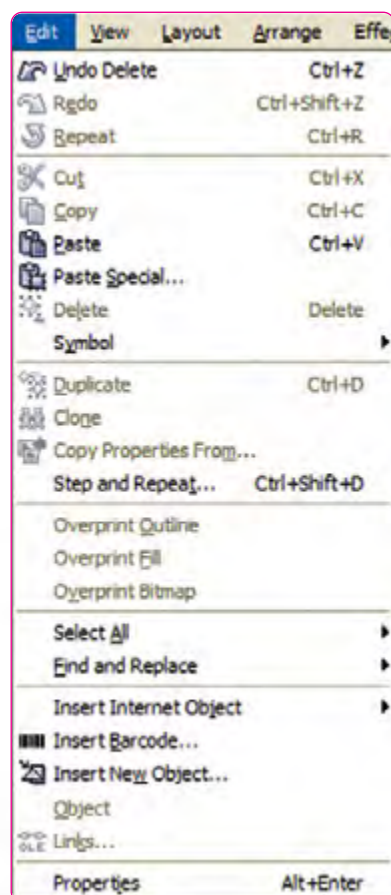 Edit View Layout Arrange Effe
Undo Delete Ctrl+Z
Redo Ctrl+Shift+Z
Repeat Ctrl+R
Cut Ctrl+X
Copy Ctrl+C
Paste Ctrl+V
Paste Special...
Delete Delete
Symbol
Duplicate Ctrl+D
Clone
Copy Properties From...
Step and Repeat... Ctrl+Shift+D
Overprint Outline
Overprint Fill
Overprint Bitmap
Select All
Find and Replace
Insert Internet Object
Insert Barcode...
Insert New Object...
Object
OLE Links...
Properties Alt+Enter